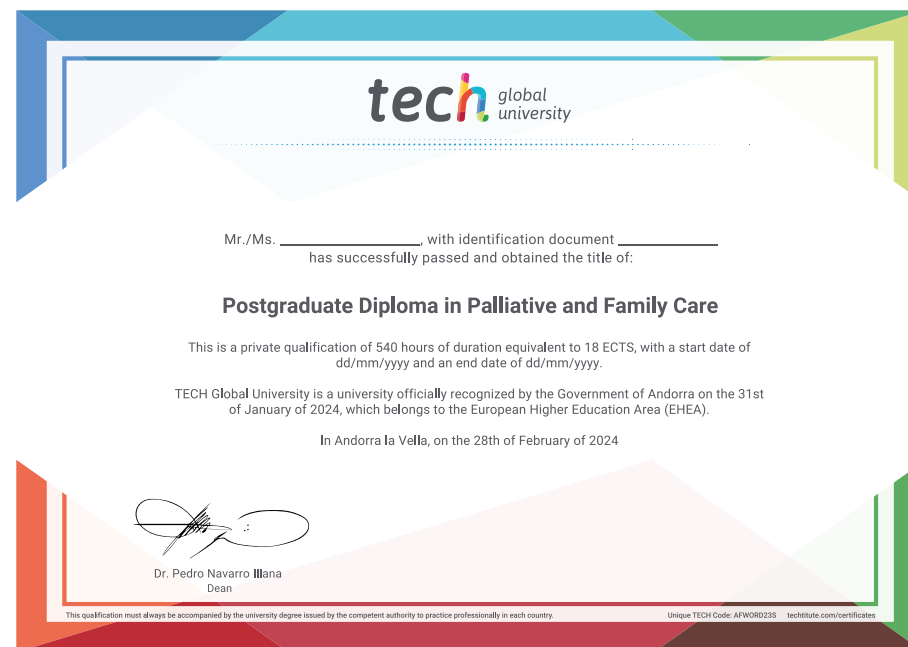 tech global
university
Mr./Ms. ____________________, with identification document ______________
has successfully passed and obtained the title of:
Postgraduate Diploma in Palliative and Family Care
This is a private qualification of 540 hours of duration equivalent to 18 ECTS, with a start date of
dd/mm/yyyy and an end date of dd/mm/yyyy.
TECH Global University is a university officially recognized by the Government of Andorra on the 31st
of January of 2024, which belongs to the European Higher Education Area (EHEA).
In Andorra la Vella, on the 28th of February of 2024
Dr. Pedro Navarro Illana
Dean
This qualification must always be accompanied by the university degree issued by the competent authority to practice professionally in each country.
Unique TECH Code: AFWORD23S techtitute.com/certificates